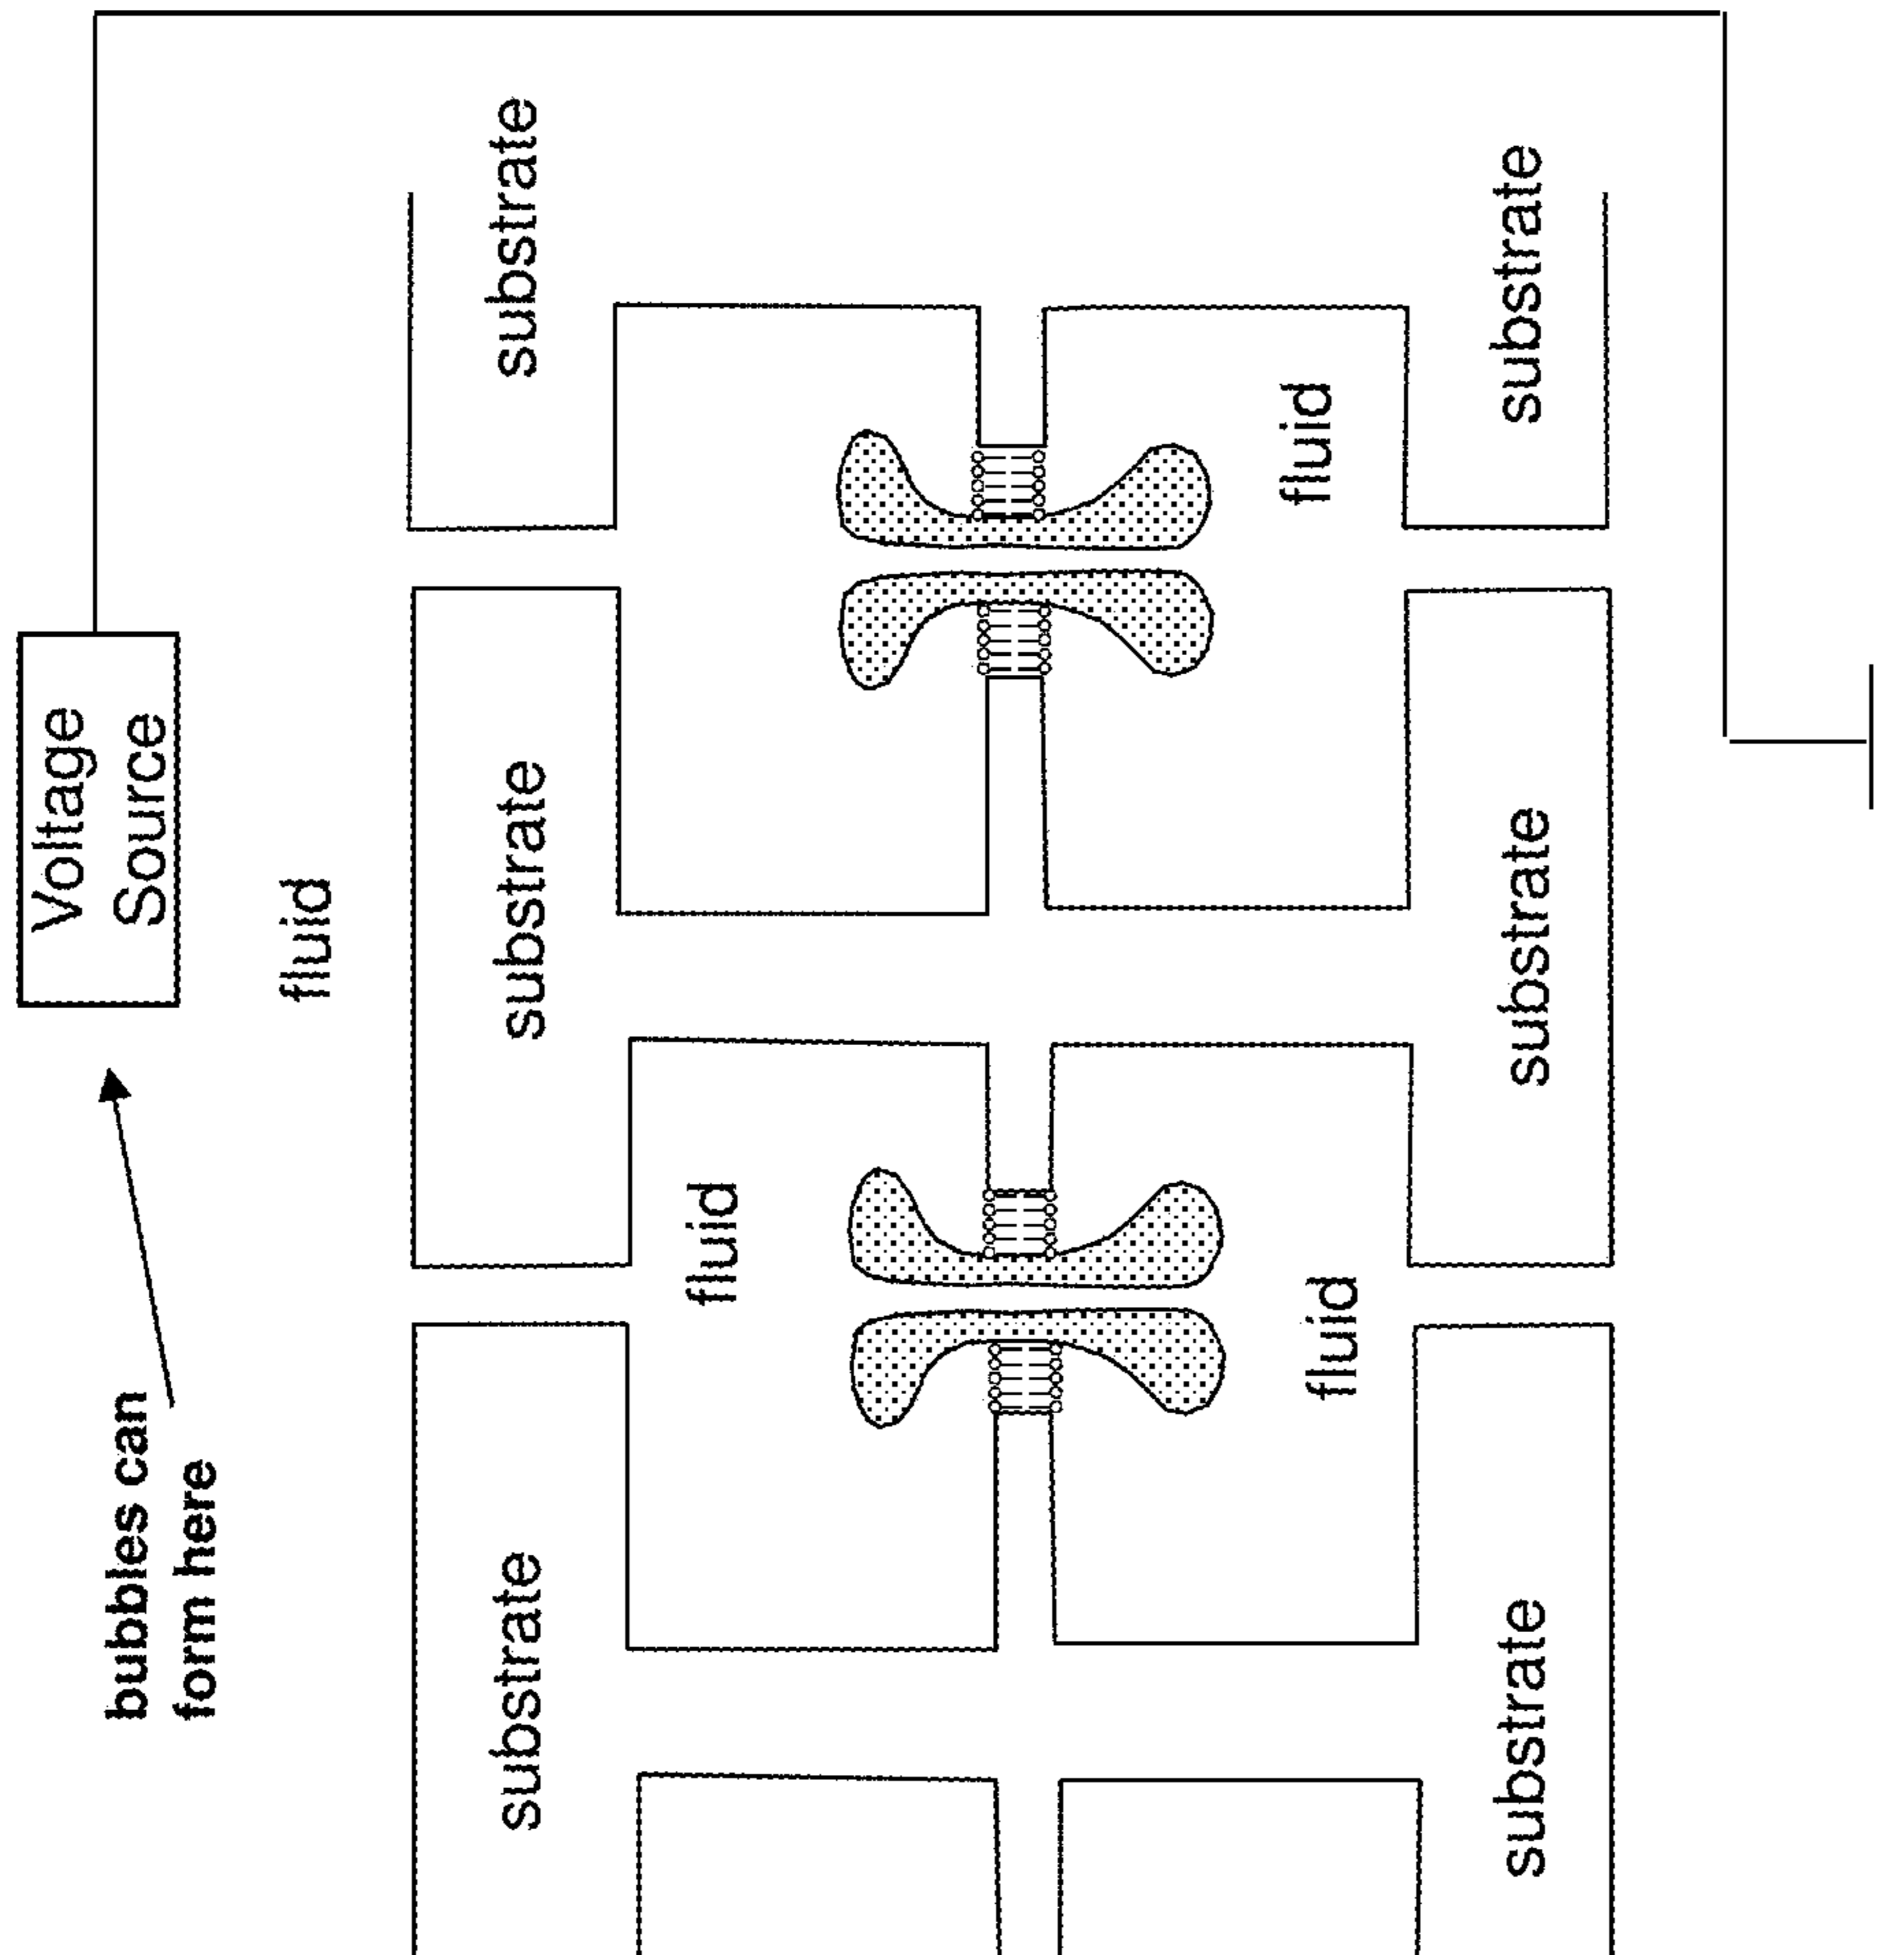 Voltage
Source
bubbles can
form here
fluid
substrate
substrate
substrate
fluid
fluid
fluid
substrate
substrate
substrate